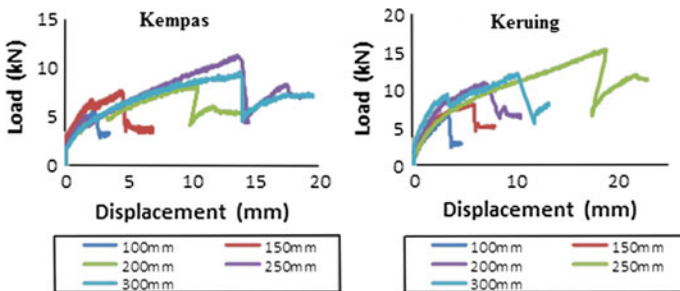 Kempas
15
10
5
0
Load (kN)
0 5 10 15 20
Displacement (mm)
100mm 150mm
200mm 250mm
300mm
Keruing
20
15
10
5
0
Load (kN)
0 10 20
Displacement (mm)
100mm 150mm
200mm 250mm
300mm